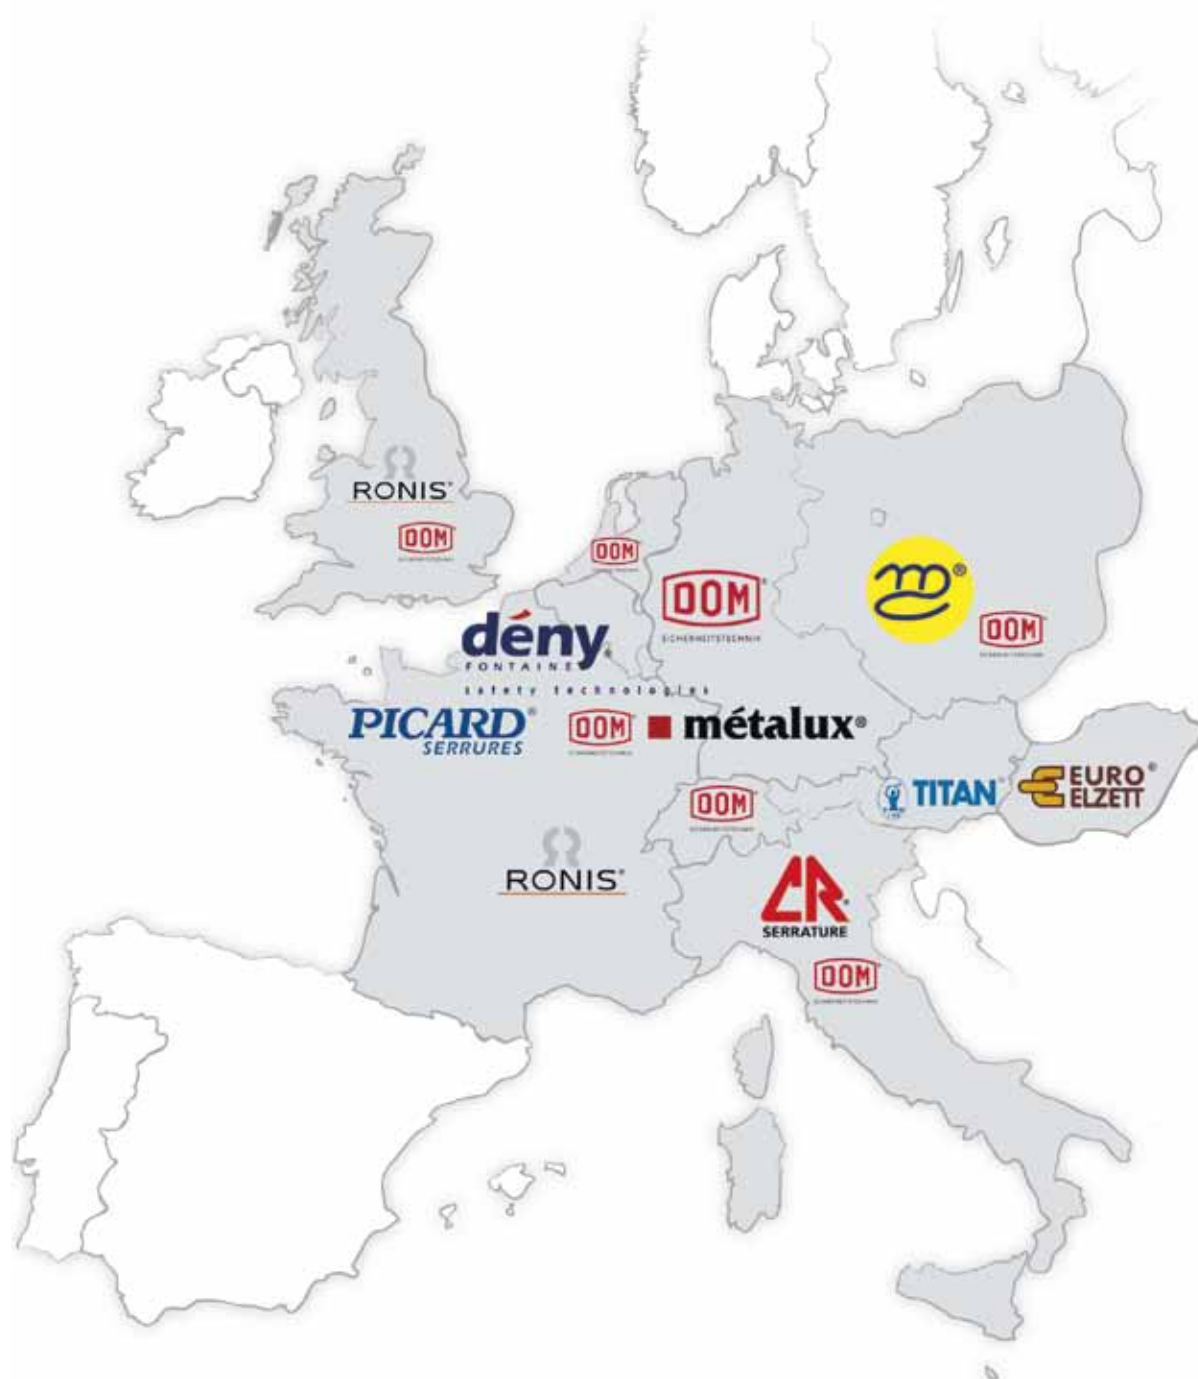 RONIS®
DOM®
DOM®
DOM®
SICHERHEITSTECHNIK
®
DOM®
dény®
FONTAINE
safety technologies
PICARD®
SERRURES
DOM®
métalux®
DOM®
TITAN®
EURO®
ELZETT
RONIS®
CR®
SERRATURE
DOM®